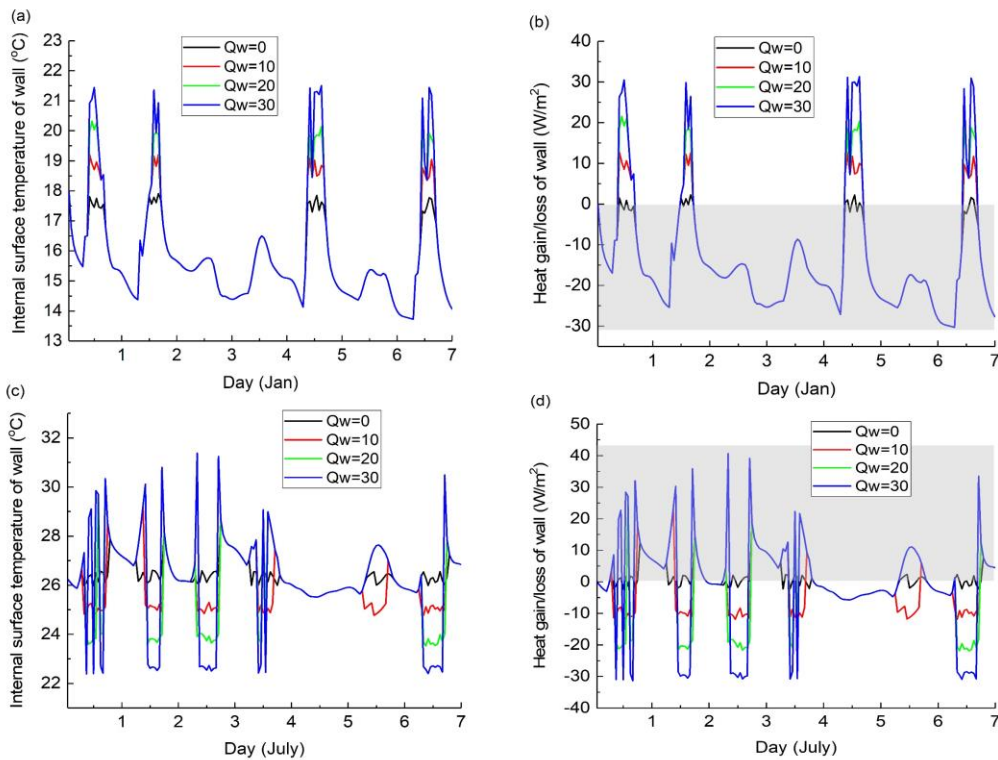 (a)
Internal surface temperature of wall (°C)
23
22
21
20
19
18
17
16
15
14
13
Qw=0
Qw=10
Qw=20
Qw=30
1
2
3
4
5
6
7
Day (Jan)
(b)
Heat gain/loss of wall (W/m²)
40
30
20
10
0
-10
-20
-30
Qw=0
Qw=10
Qw=20
Qw=30
1
2
3
4
5
6
7
Day (Jan)
(c)
Internal surface temperature of wall (°C)
32
30
28
26
24
22
Qw=0
Qw=10
Qw=20
Qw=30
1
2
3
4
5
6
7
Day (July)
(d)
Heat gain/loss of wall (W/m²)
50
40
30
20
10
0
-10
-20
-30
-40
Qw=0
Qw=10
Qw=20
Qw=30
1
2
3
4
5
6
7
Day (July)